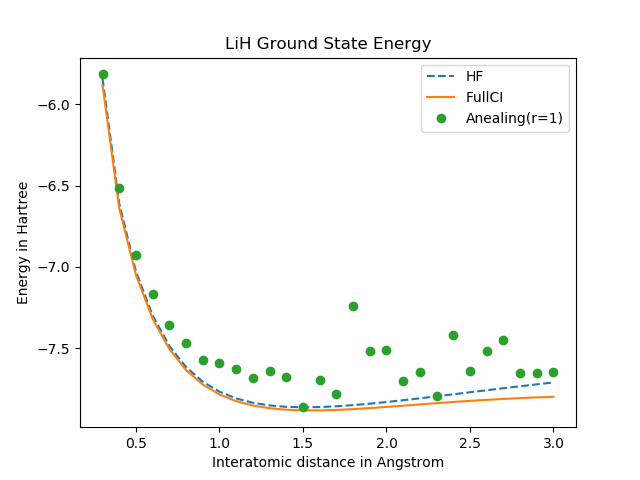 LiH Ground State Energy
HF
FullCI
Anealing(r=1)
Energy in Hartree
−6.0
−6.5
−7.0
−7.5
0.5 1.0 1.5 2.0 2.5 3.0
Interatomic distance in Angstrom